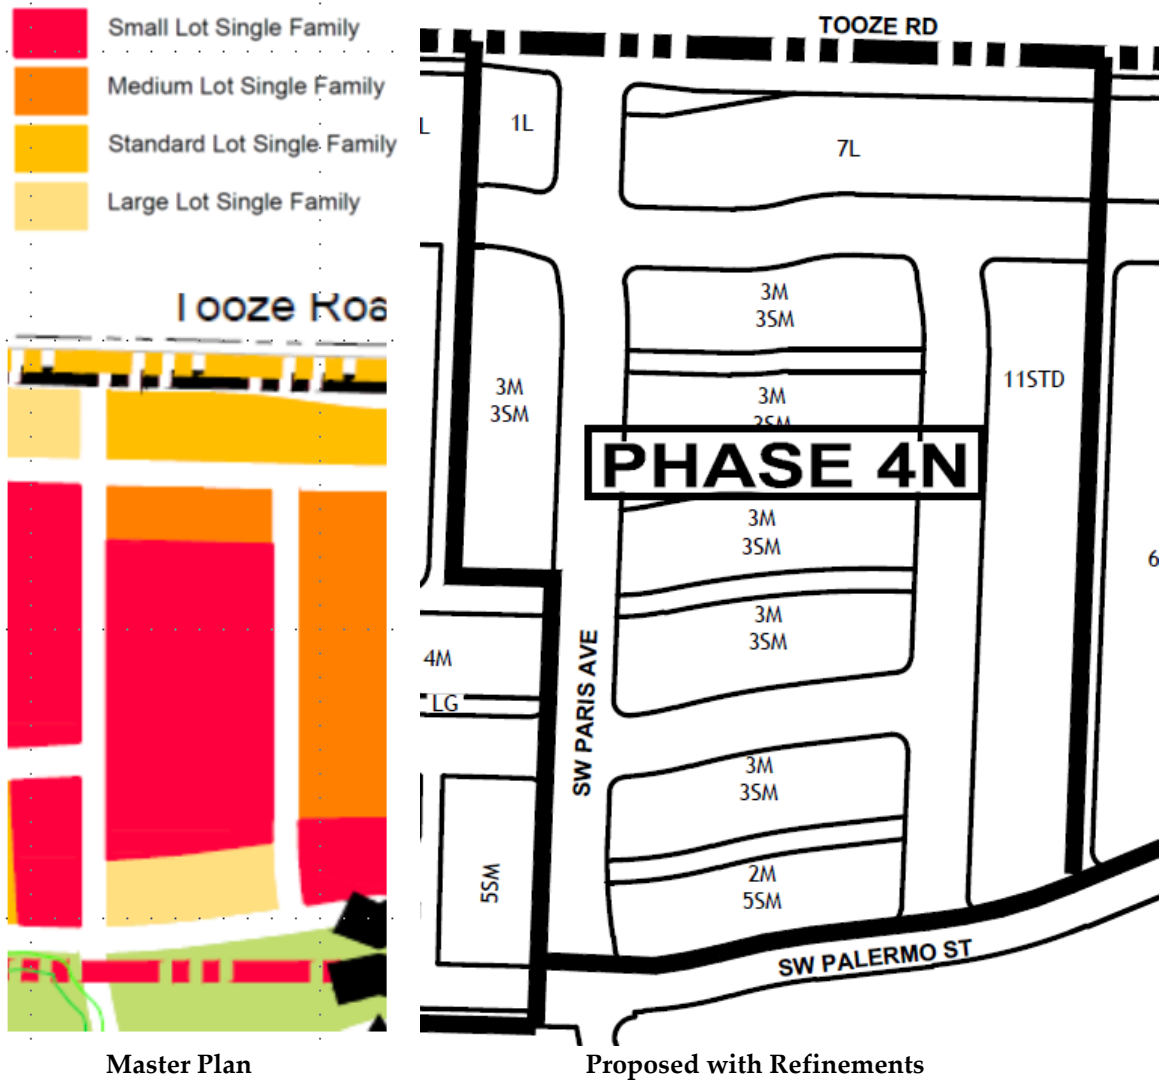 Small Lot Single Family
Medium Lot Single Family
Standard Lot Single Family
Large Lot Single Family
Tooze Roa
Master Plan
TOOZE RD
L
1L
7L
3M
3SM
3M
3SM
11STD
3M
3SM
PHASE 4N
3M
3SM
6
3M
3SM
4M
LG
SW PARIS AVE
3M
3SM
5SM
2M
5SM
SW PALERMO ST
Proposed with Refinements